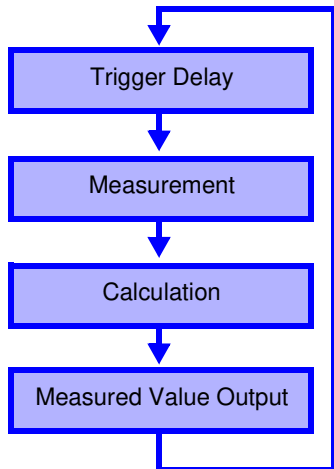 Trigger Delay
Measurement
Calculation
Measured Value Output